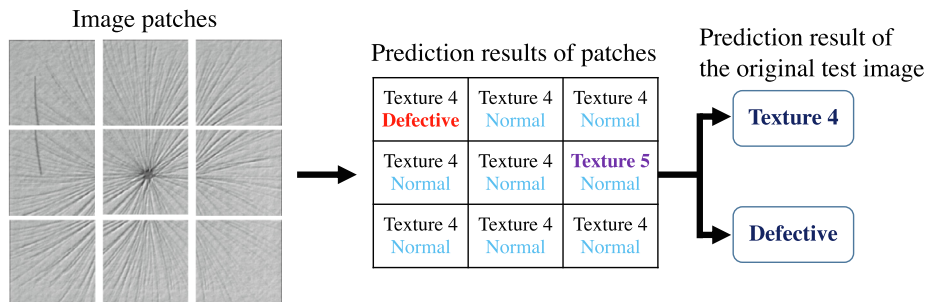 Image patches
Prediction results of patches
Texture 4
Defective
Texture 4
Normal
Texture 4
Normal
Texture 4
Normal
Texture 4
Normal
Texture 5
Normal
Texture 4
Normal
Texture 4
Normal
Texture 4
Normal
Prediction result of
the original test image
Texture 4
Defective